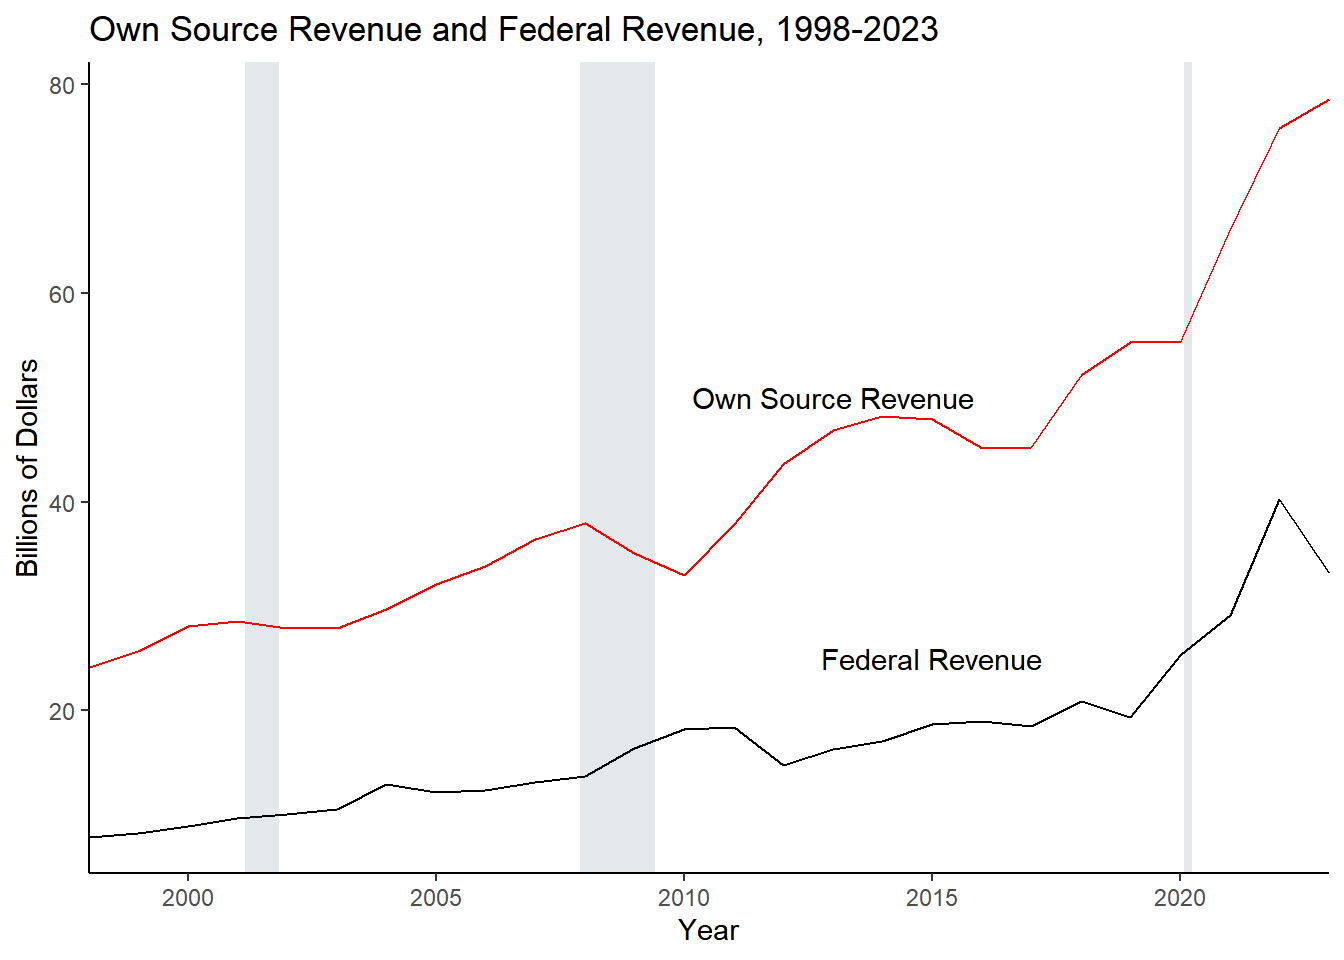 Own Source Revenue and Federal Revenue, 1998-2023
80
60
40
20
Billions of Dollars
Own Source Revenue
Federal Revenue
2000 2005 2010 2015 2020
Year